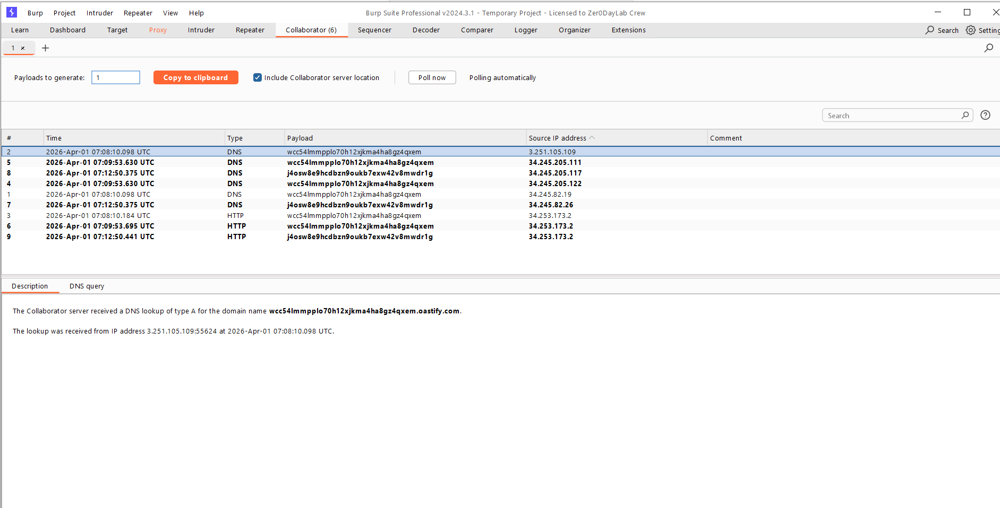 Burp Project Intruder Repeater View Help Burp Suite Professional v2024.3.1 - Temporary Project - Licensed to Zer0DayLab Crew
Learn Dashboard Target Proxy Intruder Repeater Collaborator (6) Sequencer Decoder Comparer Logger Organizer Extensions Search Setting
1 × +
Payloads to generate: 1 Copy to clipboard Include Collaborator server location Poll now Polling automatically
Search
# Time Type Payload Source IP address Comment
2 2026-Apr-01 07:08:10.098 UTC DNS wcc54lmmpplo70h12xjkma4ha8gz4qxem 3.251.105.109
5 2026-Apr-01 07:09:53.630 UTC DNS wcc54lmmpplo70h12xjkma4ha8gz4qxem 34.245.205.111
8 2026-Apr-01 07:12:50.375 UTC DNS j4osw8e9hcdbzn9oukb7exw42v8mwdr1g 34.245.205.117
4 2026-Apr-01 07:09:53.630 UTC DNS wcc54lmmpplo70h12xjkma4ha8gz4qxem 34.245.205.122
1 2026-Apr-01 07:08:10.098 UTC DNS wcc54lmmpplo70h12xjkma4ha8gz4qxem 34.245.82.19
7 2026-Apr-01 07:12:50.375 UTC DNS j4osw8e9hcdbzn9oukb7exw42v8mwdr1g 34.245.82.26
3 2026-Apr-01 07:08:10.184 UTC HTTP wcc54lmmpplo70h12xjkma4ha8gz4qxem 34.253.173.2
6 2026-Apr-01 07:09:53.695 UTC HTTP wcc54lmmpplo70h12xjkma4ha8gz4qxem 34.253.173.2
9 2026-Apr-01 07:12:50.441 UTC HTTP j4osw8e9hcdbzn9oukb7exw42v8mwdr1g 34.253.173.2
Description DNS query
The Collaborator server received a DNS lookup of type A for the domain name wcc54lmmpplo70h12xjkma4ha8gz4qxem.oastify.com.
The lookup was received from IP address 3.251.105.109:55624 at 2026-Apr-01 07:08:10.098 UTC.